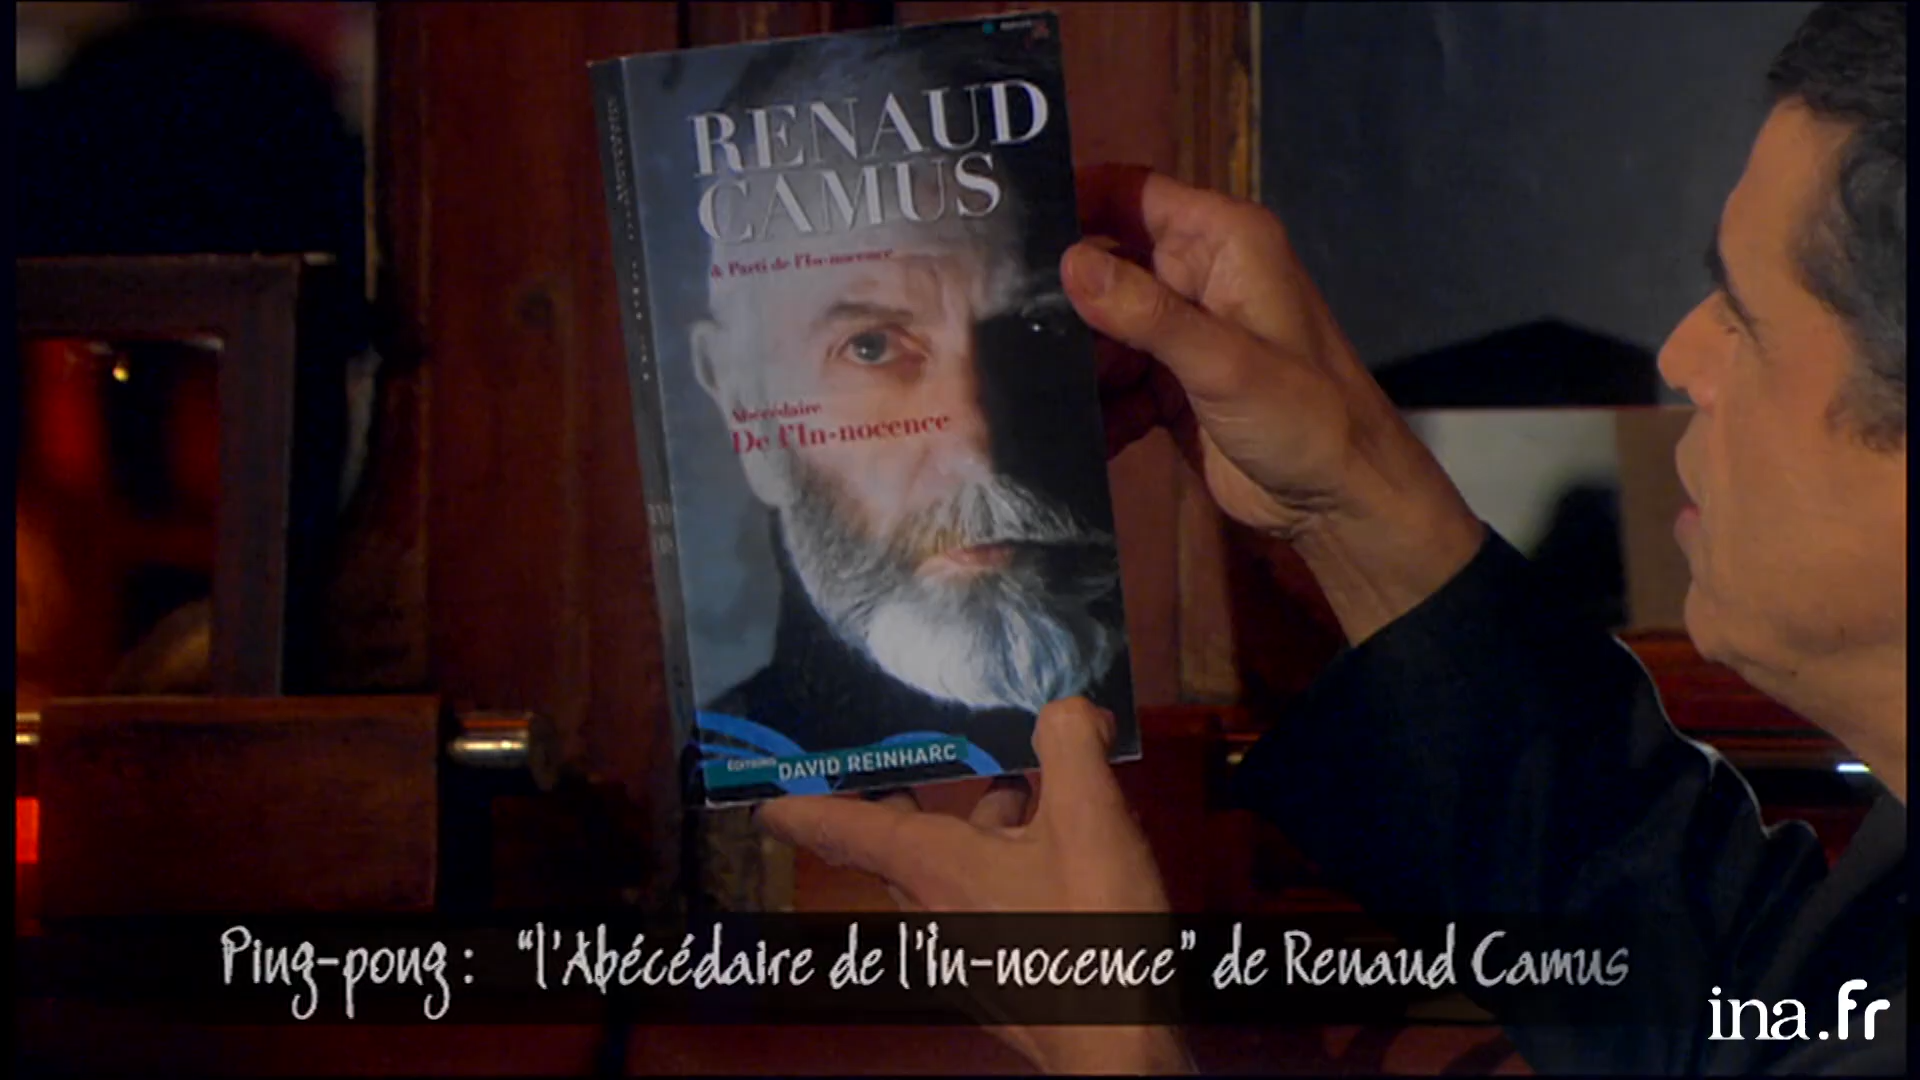 RENAUD
CAMUS
& Parti de l'In-nocence
Abécédaire
De l'In-nocence
ÉDITIONS DAVID REINHARC
Ping-pong : “l'Abécédaire de l'In-nocence” de Renaud Camus
ina.fr